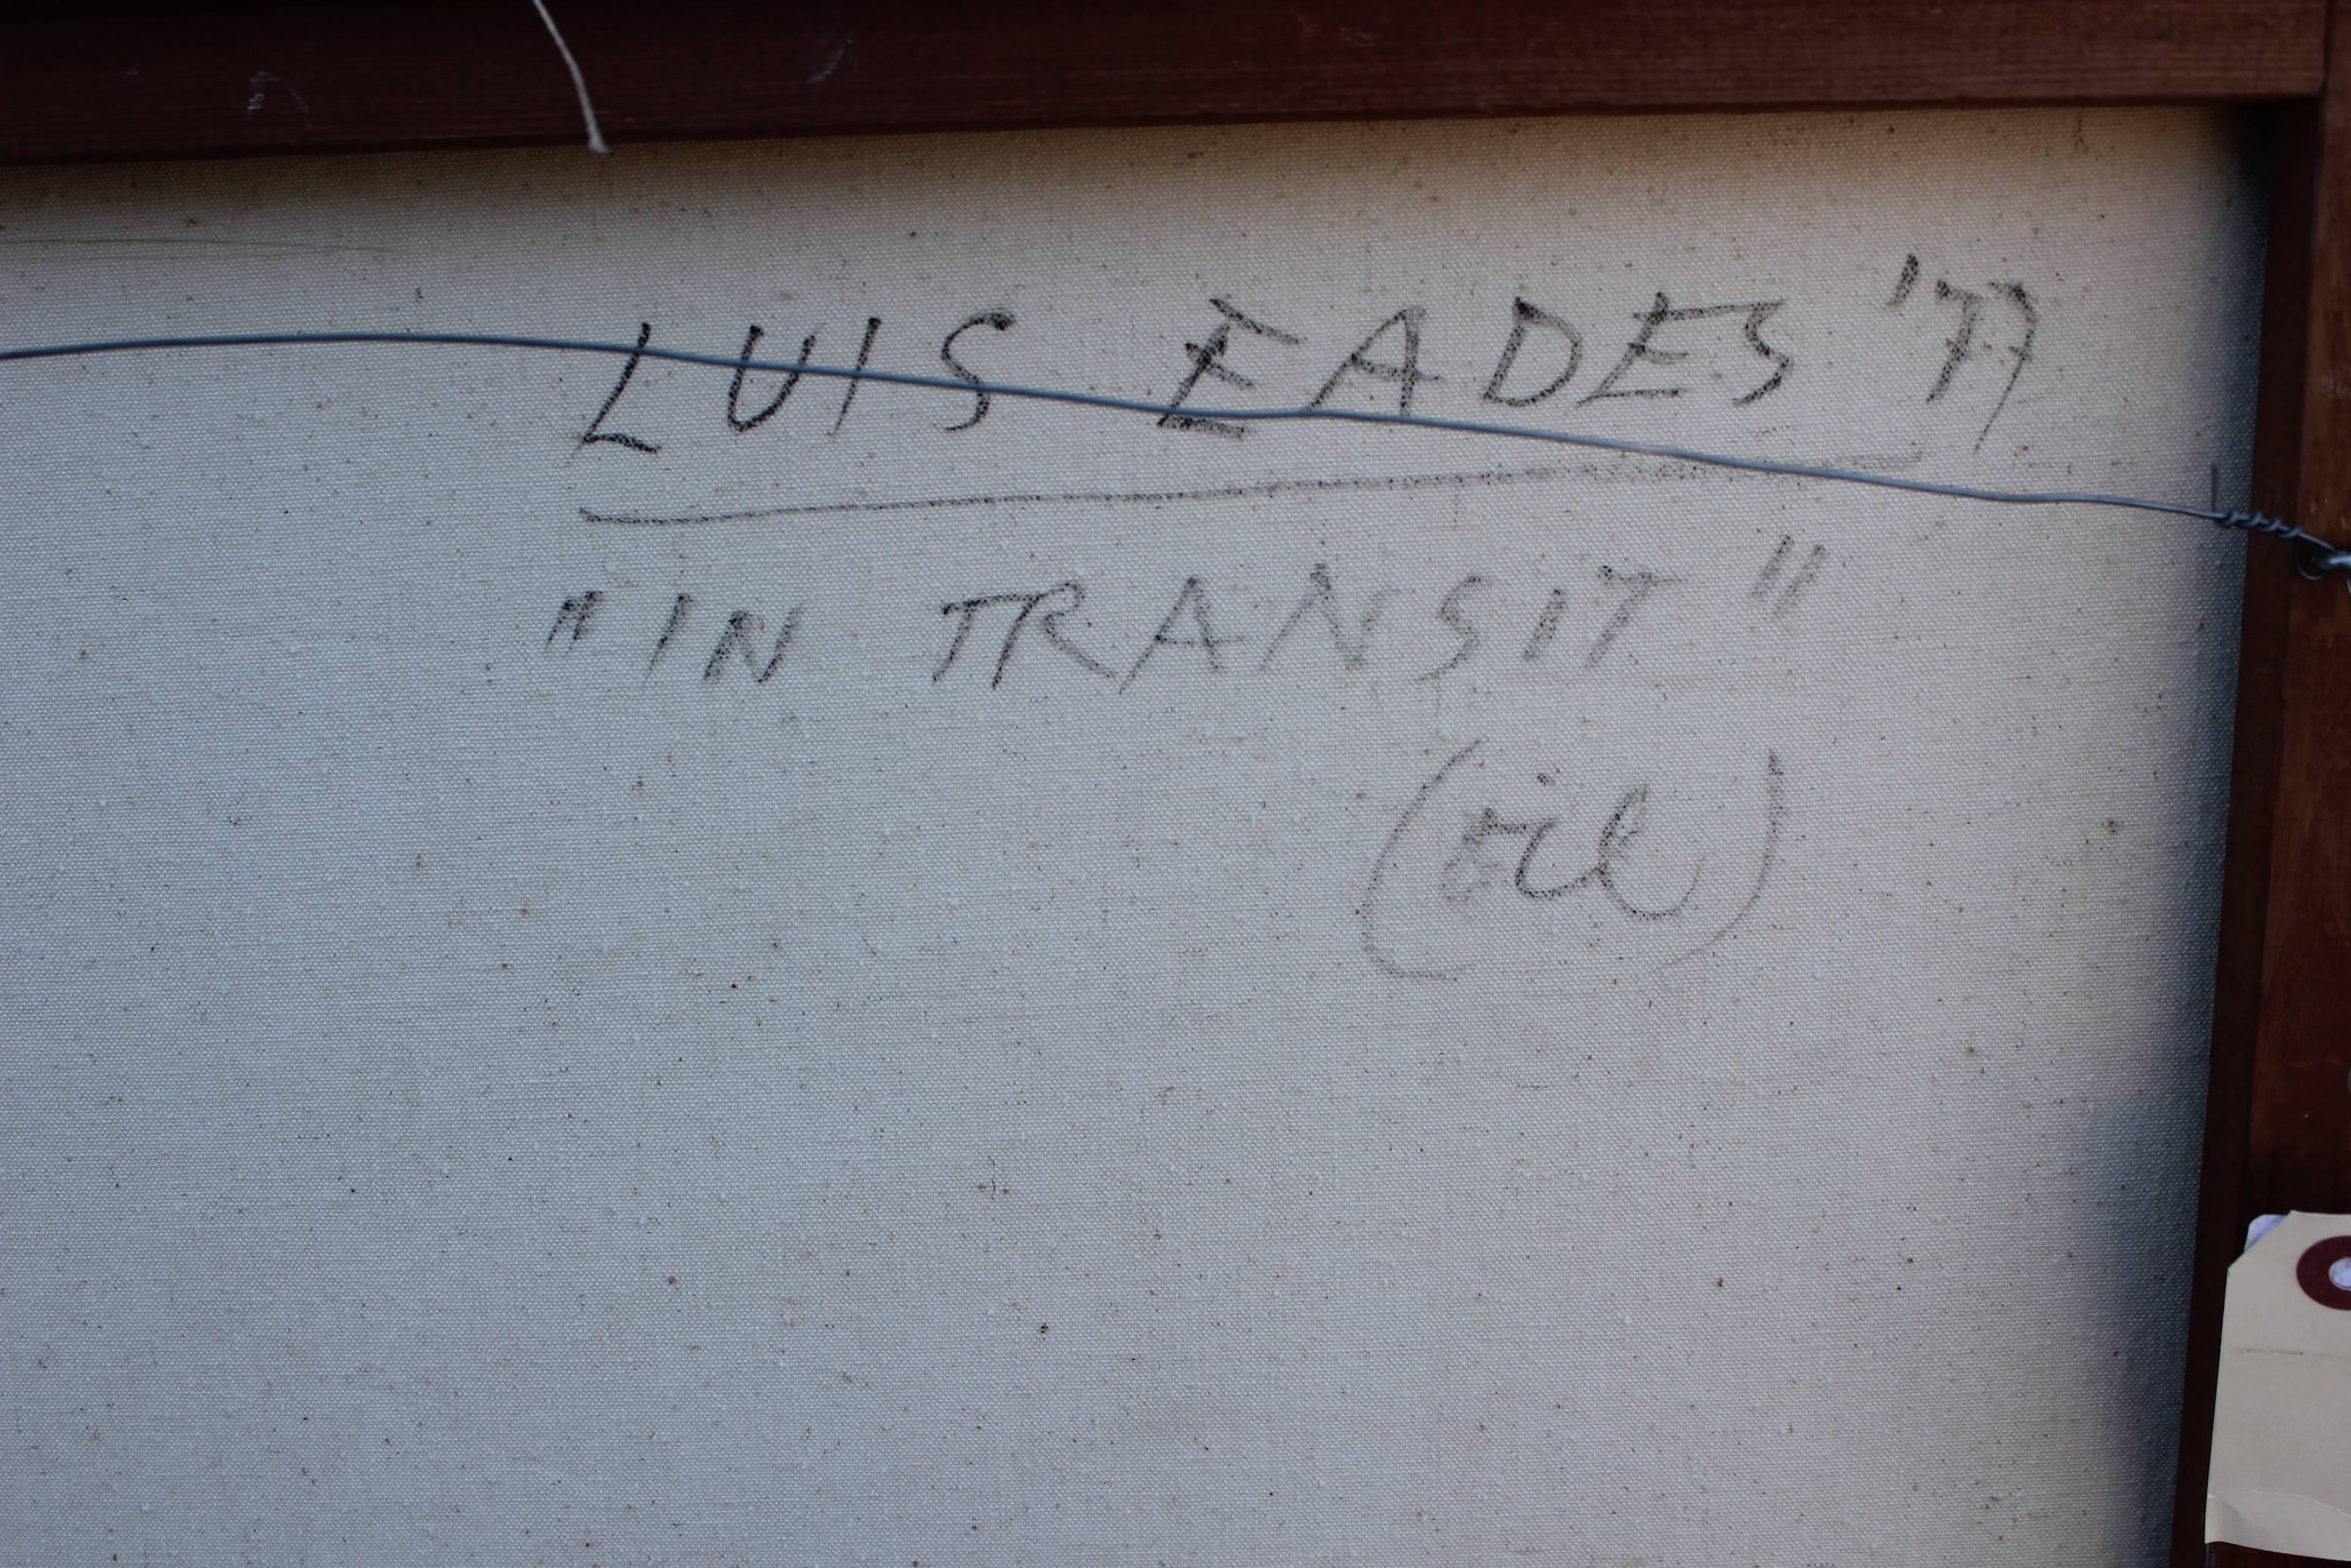 LUIS EADES '77
"IN TRANSIT"
(oil)